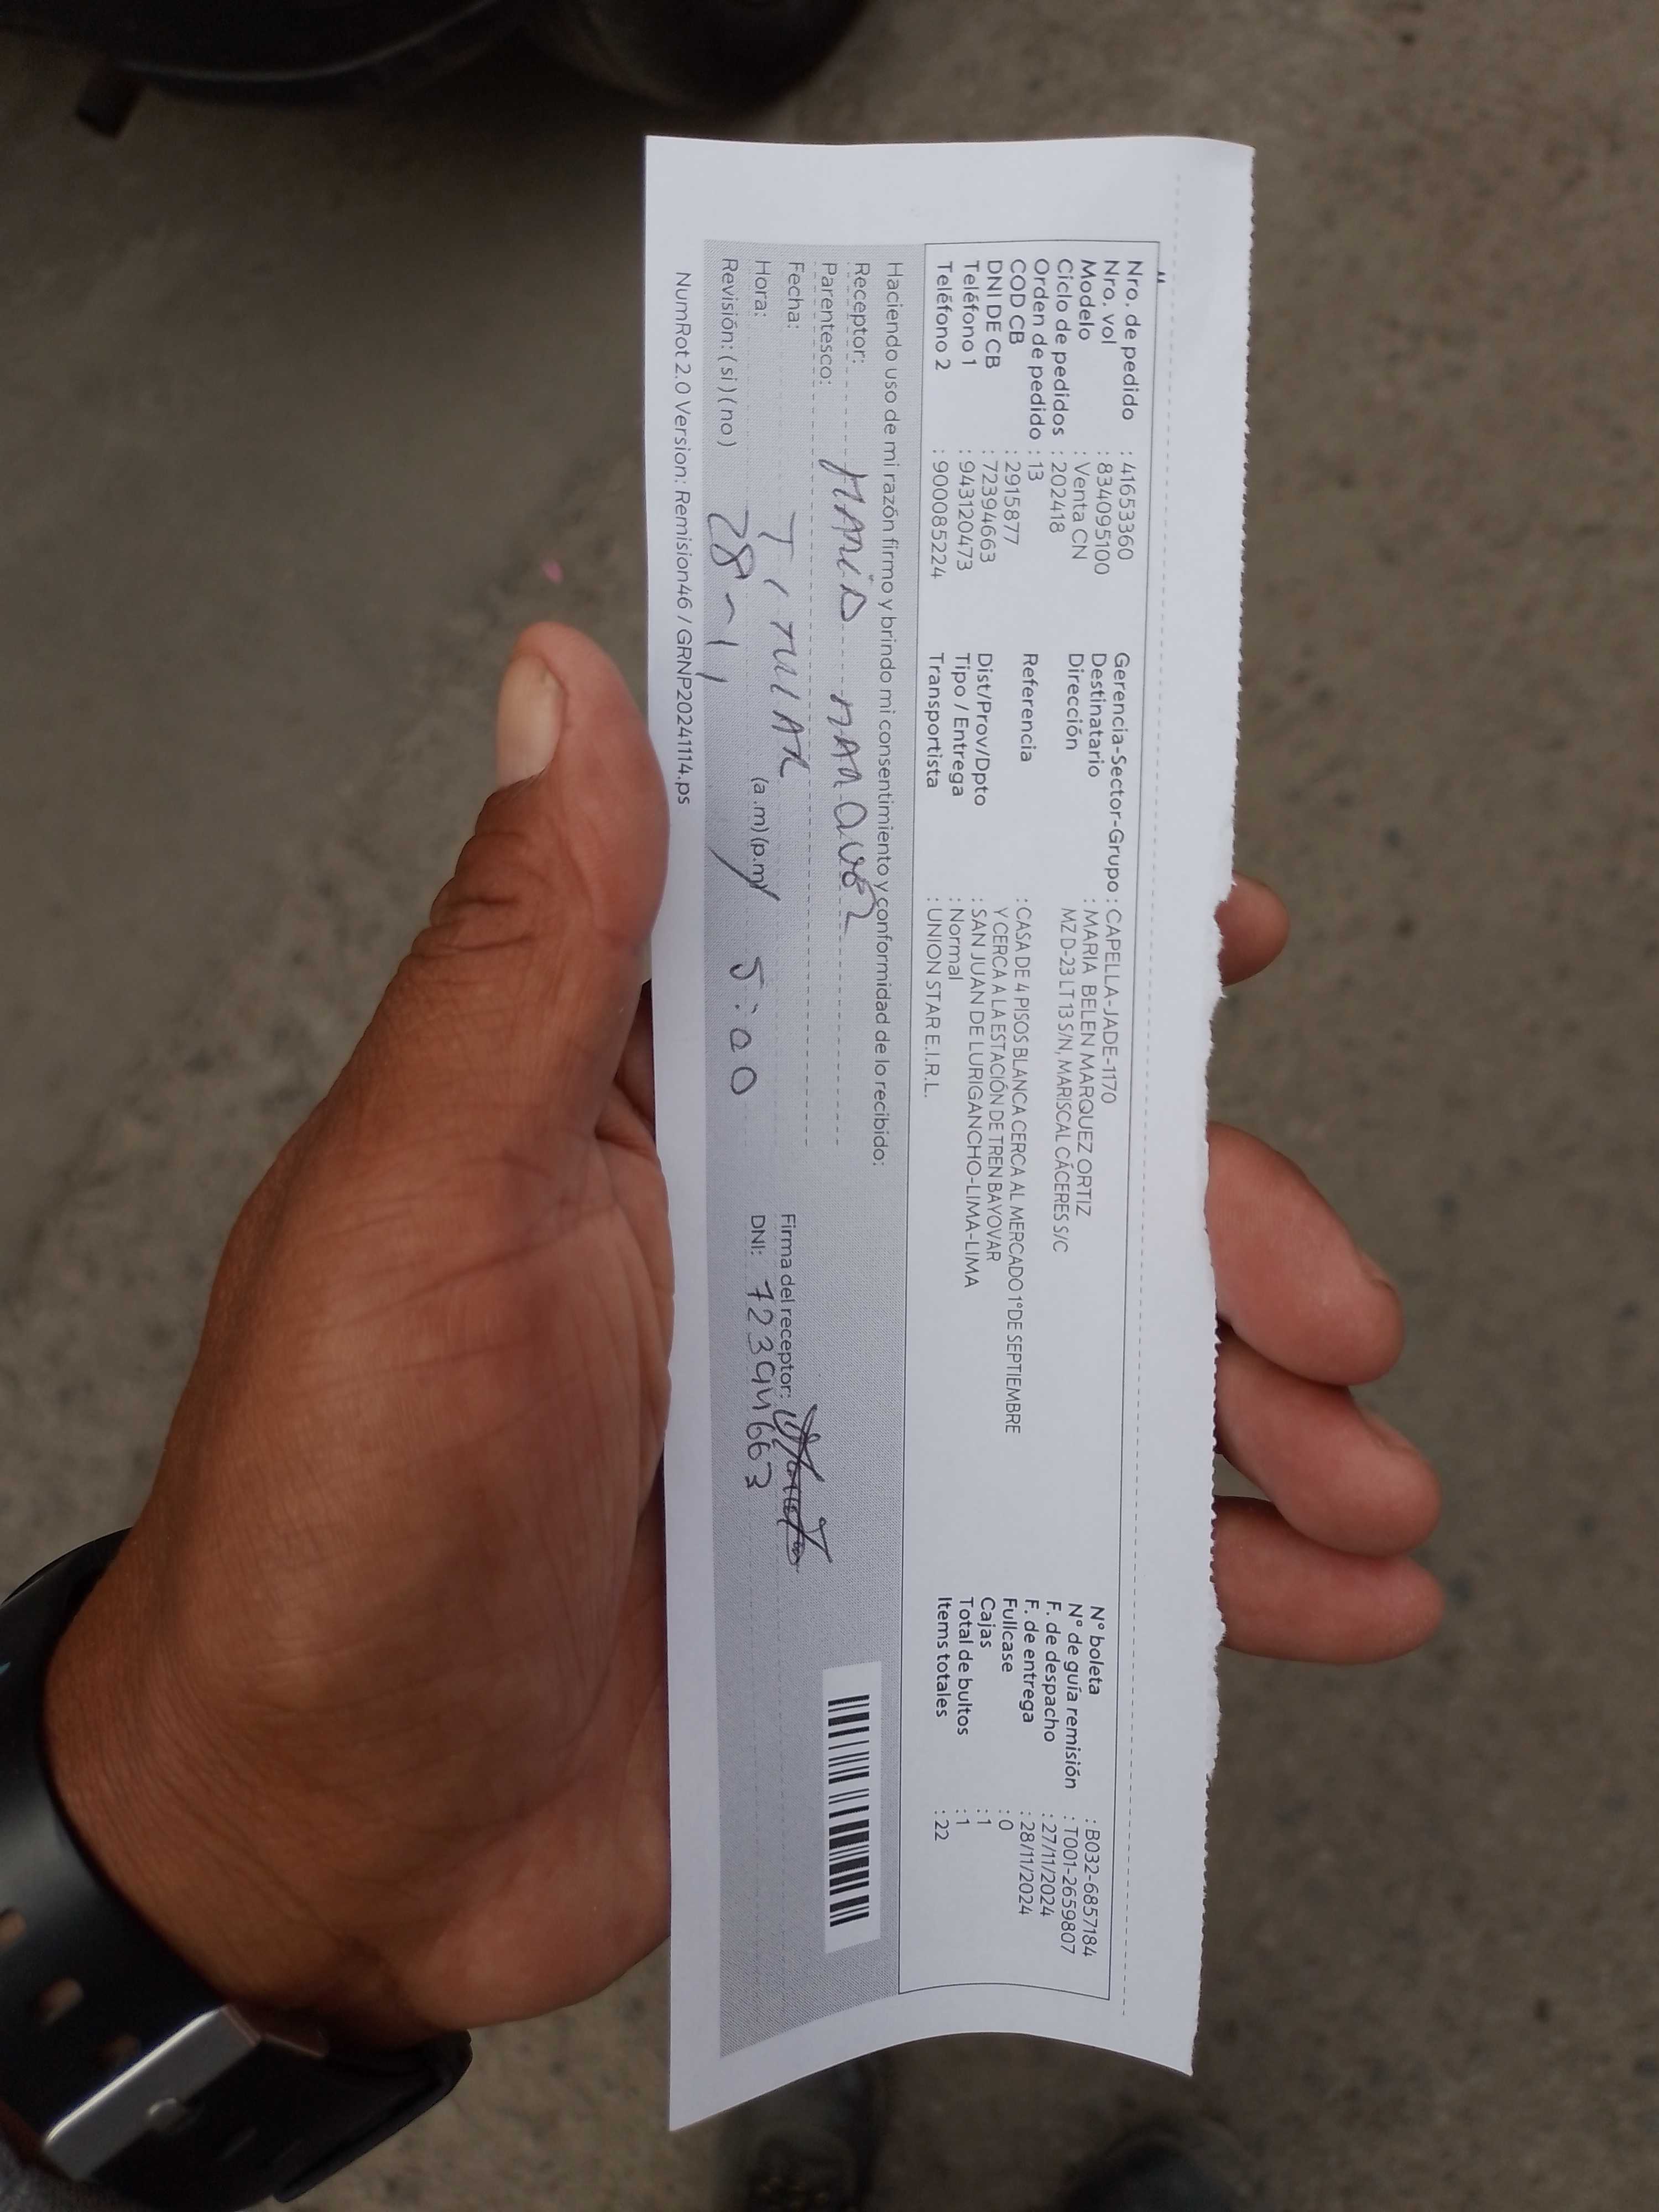 Nro. de pedido : 41653360
Nro. vol : 834095100
Modelo : Venta CN
Ciclo de pedidos : 202418
Orden de pedido : 13
COD CB : 2915877
DNI DE CB : 72394663
Teléfono 1 : 943120473
Teléfono 2 : 900085224
Gerencia-Sector-Grupo : CAPELLA-JADE-1170
Destinatario : MARIA BELEN MARQUEZ ORTIZ
Dirección MZ D-23 LT 13 S/N, MARISCAL CÁCERES S/C
Referencia : CASA DE 4 PISOS BLANCA CERCA AL MERCADO 1°DE SEPTIEMBRE
Y CERCA A LA ESTACIÓN DE TREN BAYOVAR
Dist/Prov/Dpto : SAN JUAN DE LURIGANCHO-LIMA-LIMA
Tipo / Entrega : Normal
Transportista : UNION STAR E.I.R.L.
N° boleta : B032-6857184
N° de guía remisión : T001-2659807
F. de despacho : 27/11/2024
F. de entrega : 28/11/2024
Fullcase : 0
Cajas : 1
Total de bultos : 1
Items totales : 22
Haciendo uso de mi razón firmo y brindo mi consentimiento y conformidad de lo recibido:
Receptor:
Parentesco: TITULAR
Fecha: 28-11
Hora: (a.m)(p.m) 5:00
Revisión: (si) (no)
Firma del receptor:
DNI: 72394663
NumRot 2.0 Version: Remision46 / GRNP20241114.ps